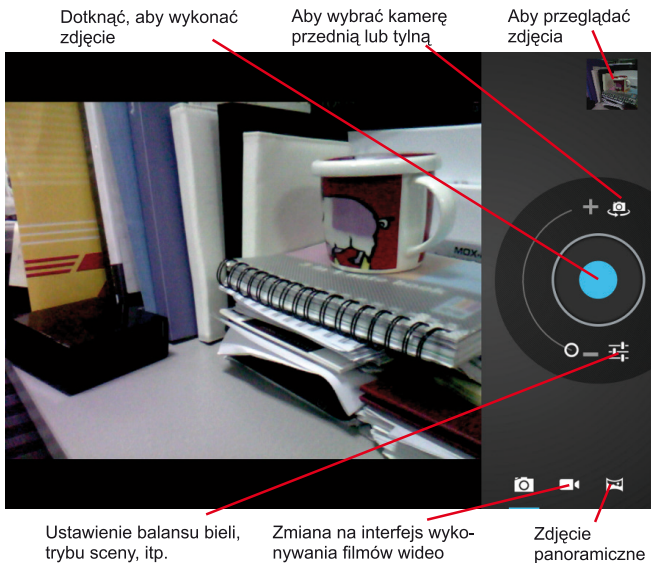 Dotknąć, aby wykonać
zdjęcie
Aby wybrać kamerę
przednią lub tylną
Aby przeglądać
zdjęcia
MOX
Ustawienie balansu bieli,
trybu sceny, itp.
Zmiana na interfejs wyko-
nywania filmów wideo
Zdjęcie
panoramiczne